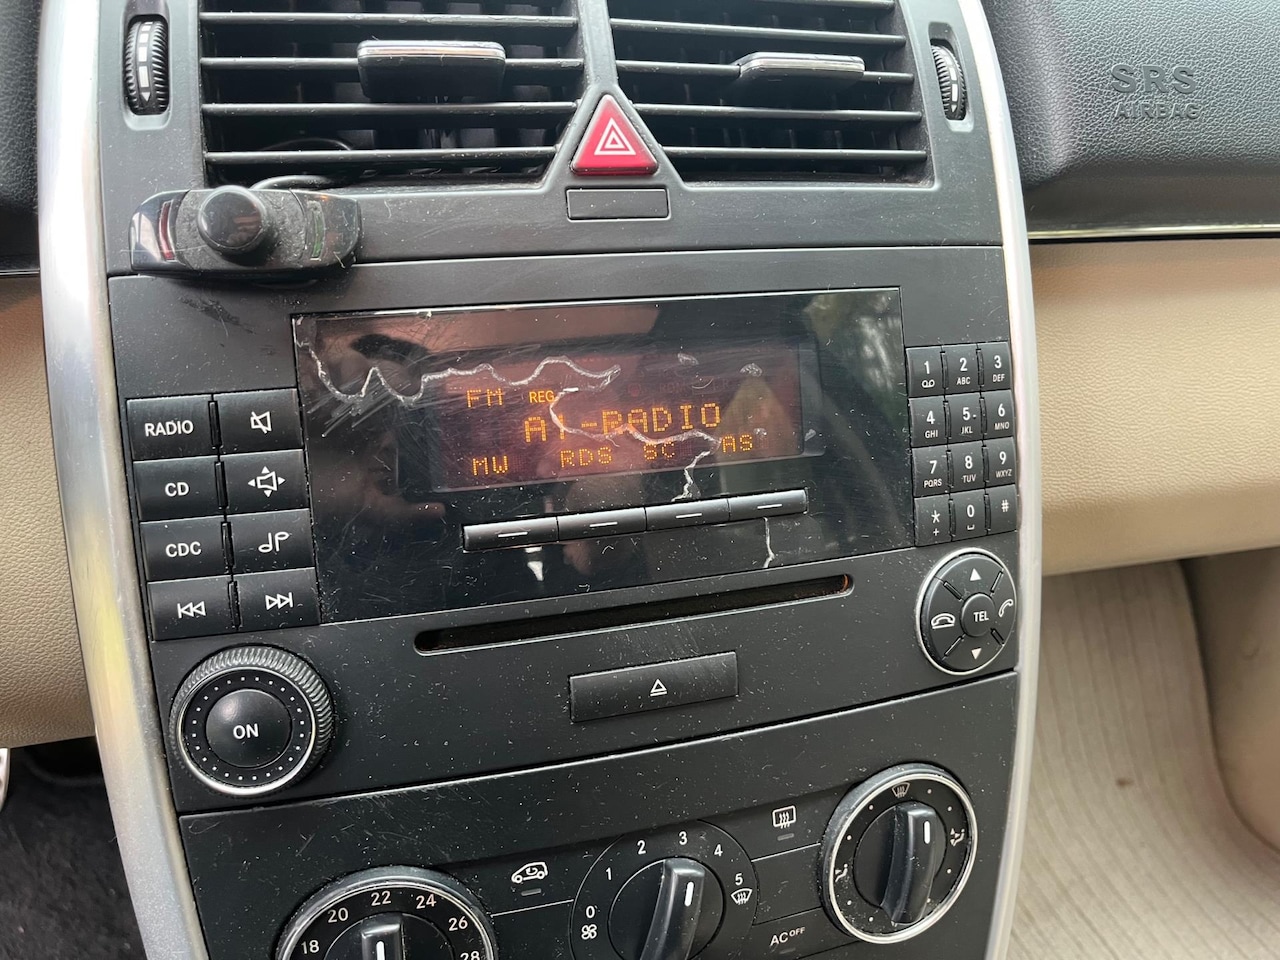 SRS
AIRBAG
FM REG
A1-RADIO
MW RDS SC AS
RADIO
CD
CDC
1
2 ABC
3 DEF
4 GHI
5 JKL
6 MNO
7 PQRS
8 TUV
9 WXYZ
* +
0
#
TEL
ON
18 20 22 24 26 28
0 1 2 3 4 5
AC OFF